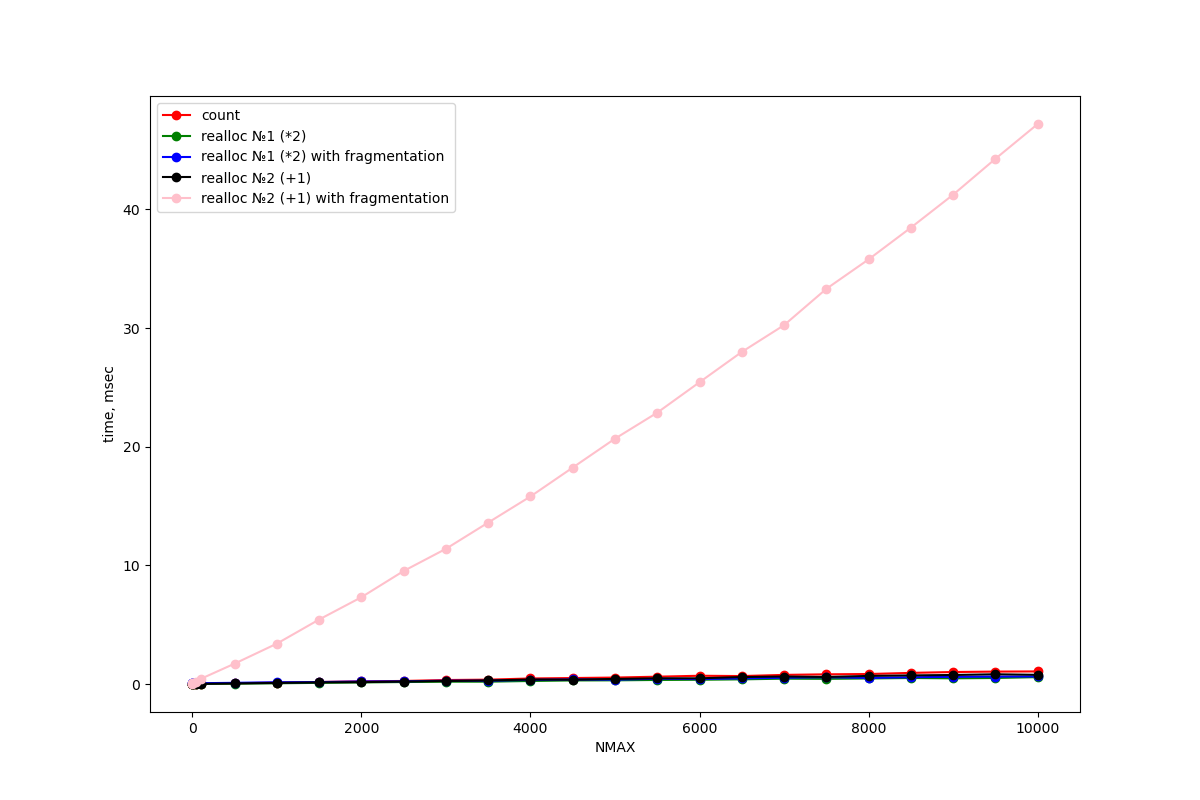 count
realloc №1 (*2)
realloc №1 (*2) with fragmentation
realloc №2 (+1)
realloc №2 (+1) with fragmentation
40
30
20
10
0
time, msec
0 2000 4000 6000 8000 10000
NMAX